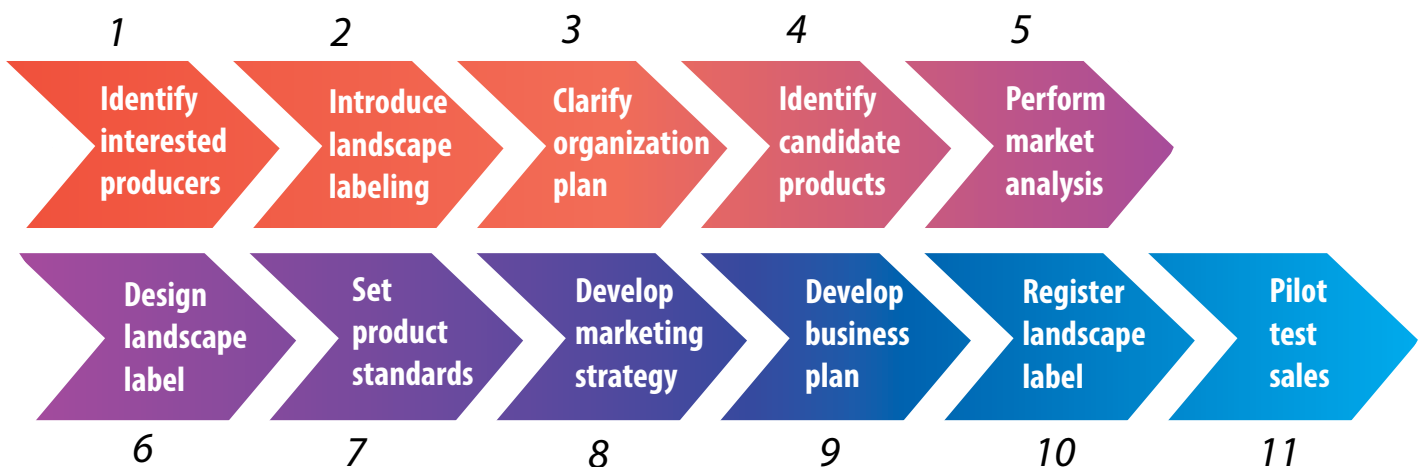 1
2
3
4
5
Identify
interested
producers
Introduce
landscape
labeling
Clarify
organization
plan
Identify
candidate
products
Perform
market
analysis
Design
landscape
label
Set
product
standards
Develop
marketing
strategy
Develop
business
plan
Register
landscape
label
Pilot
test
sales
6
7
8
9
10
11